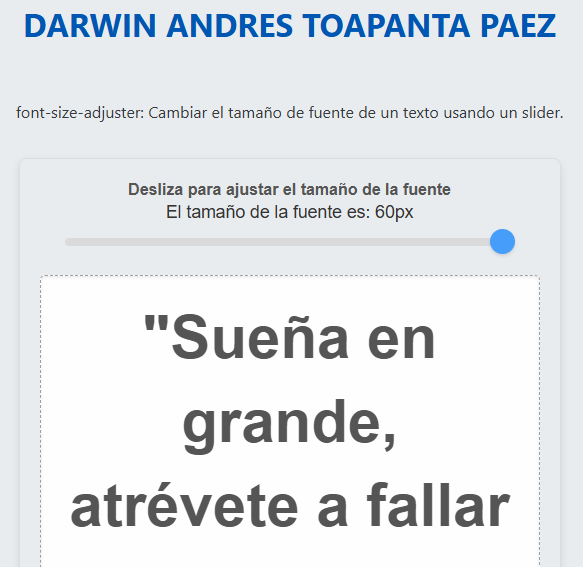 DARWIN ANDRES TOAPANTA PAEZ
font-size-adjuster: Cambiar el tamaño de fuente de un texto usando un slider.
Desliza para ajustar el tamaño de la fuente
El tamaño de la fuente es: 60px
"Sueña en
grande,
atrévete a fallar